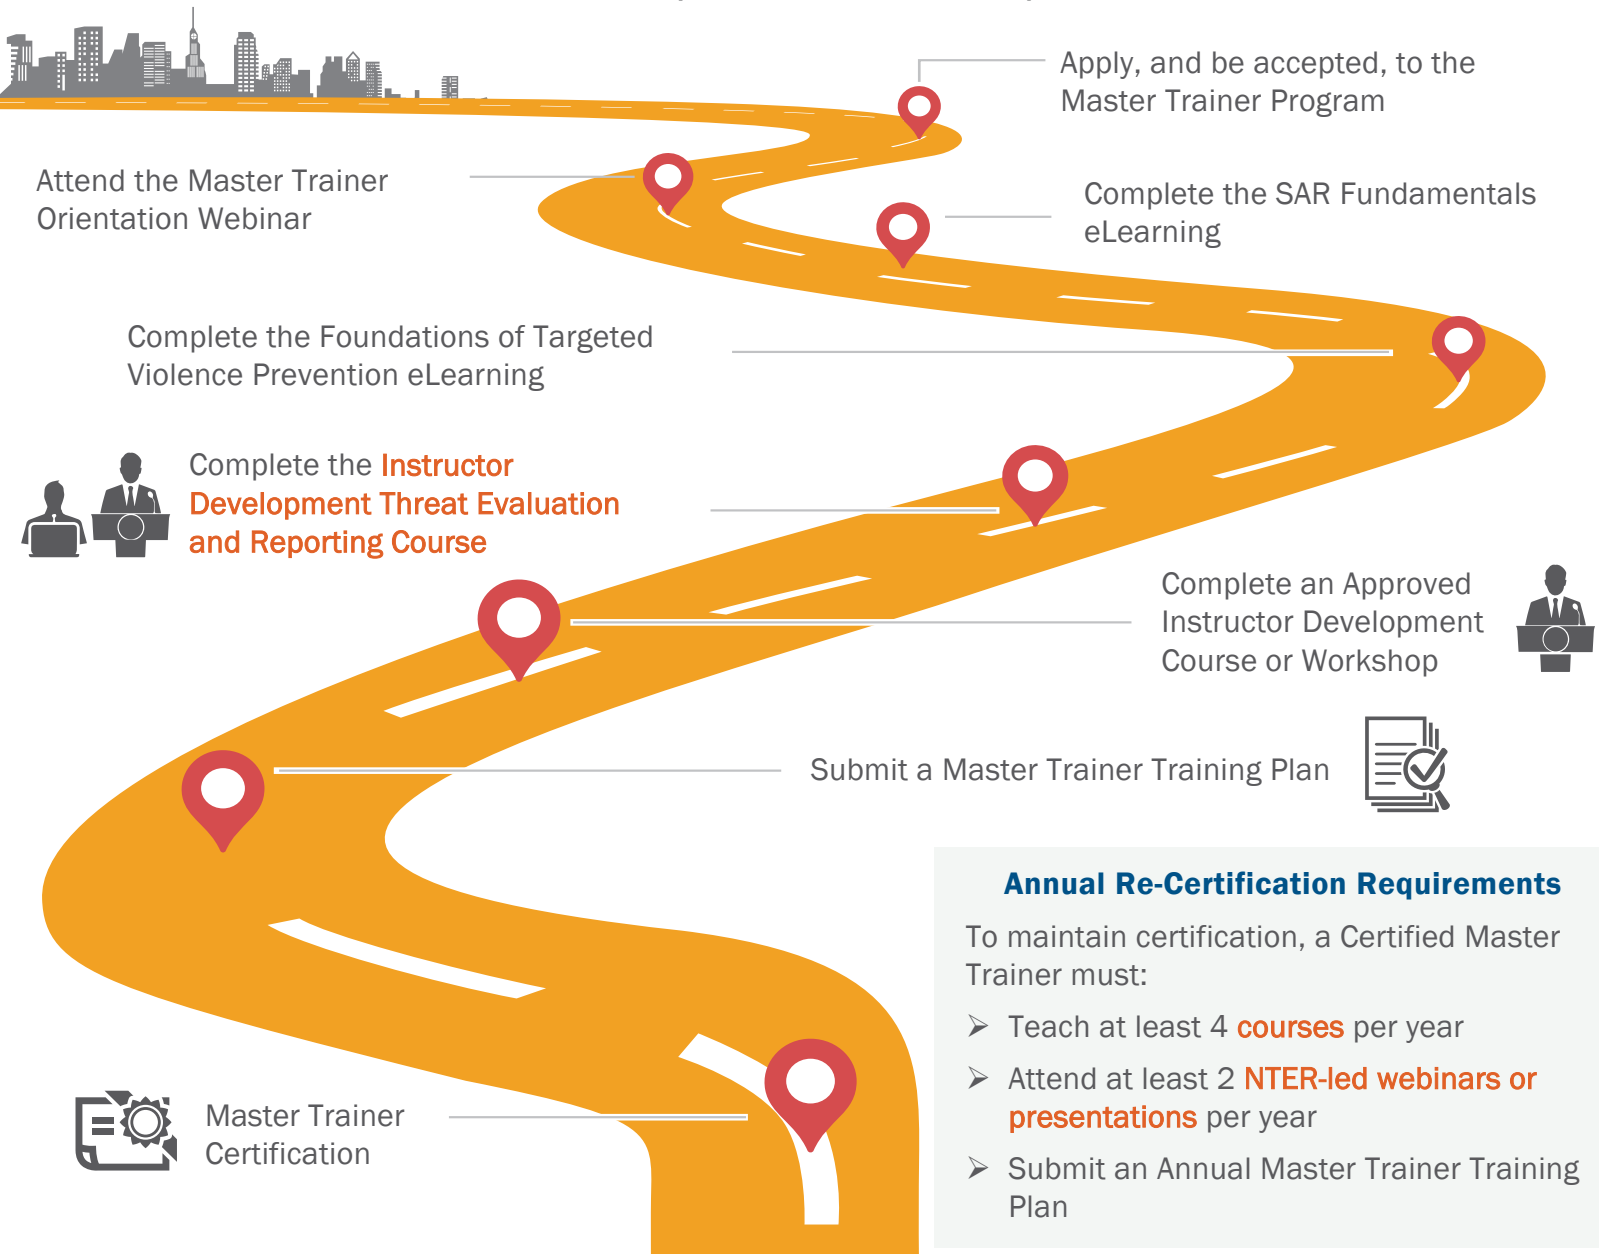 Apply, and be accepted, to the
Master Trainer Program
Attend the Master Trainer
Orientation Webinar
Complete the SAR Fundamentals
eLearning
Complete the Foundations of Targeted
Violence Prevention eLearning
Complete the Instructor
Development Threat Evaluation
and Reporting Course
Complete an Approved
Instructor Development
Course or Workshop
Submit a Master Trainer Training Plan
Master Trainer
Certification
Annual Re-Certification Requirements
To maintain certification, a Certified Master
Trainer must:
➢ Teach at least 4 courses per year
➢ Attend at least 2 NTER-led webinars or
presentations per year
➢ Submit an Annual Master Trainer Training
Plan